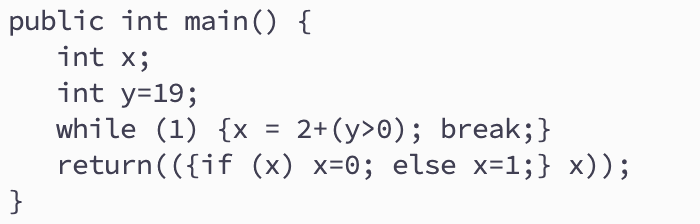 public int main() {
   int x;
   int y=19;
   while (1) {x = 2+(y>0); break;}
   return(({if (x) x=0; else x=1;} x));
}